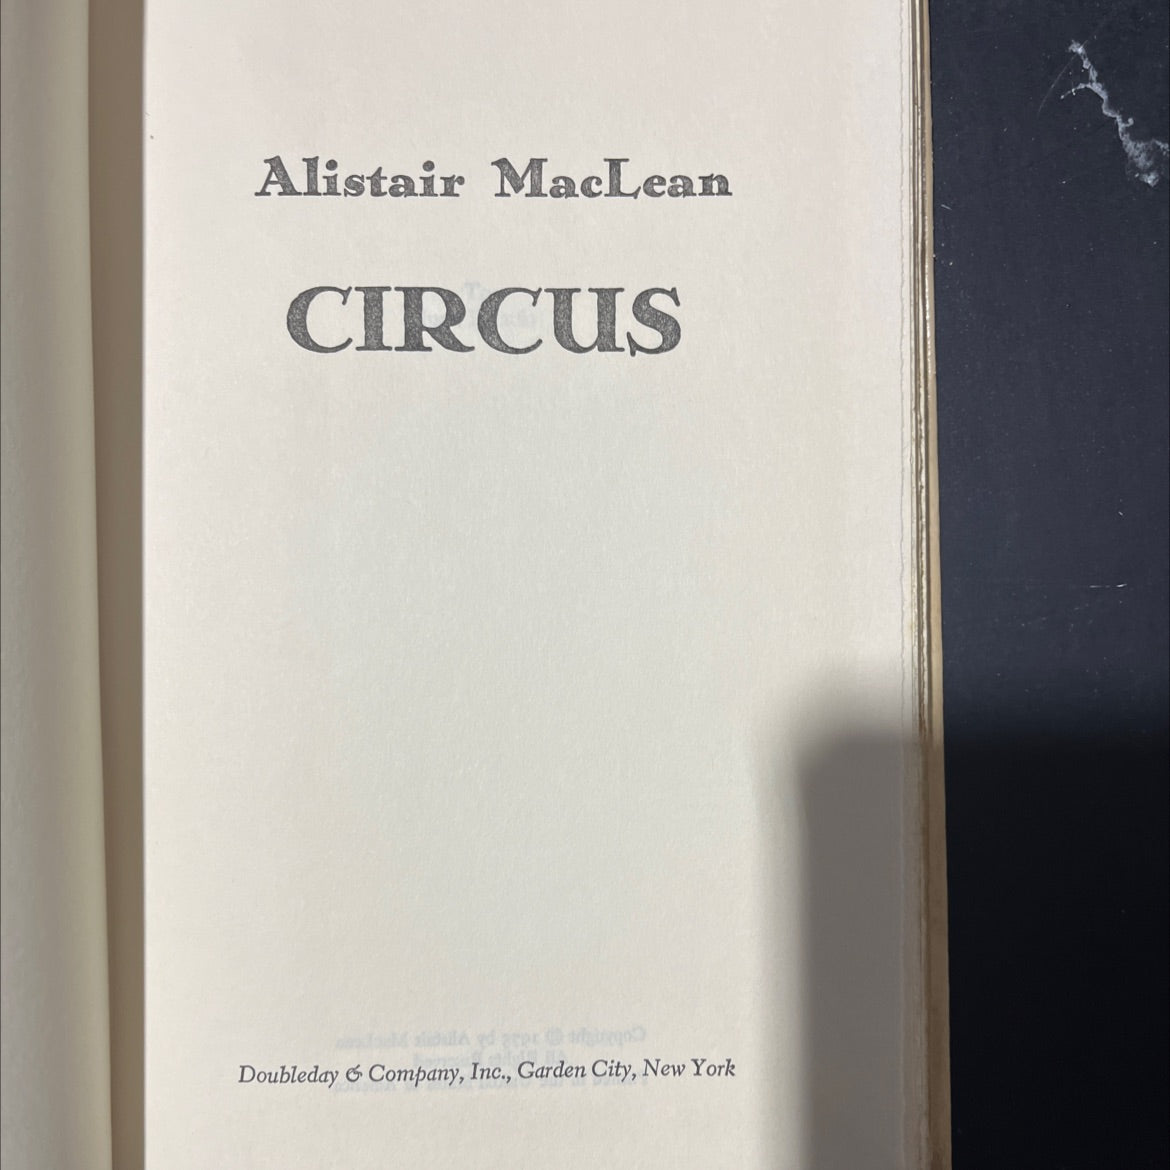 Alistair MacLean
CIRCUS
Doubleday & Company, Inc., Garden City, New York